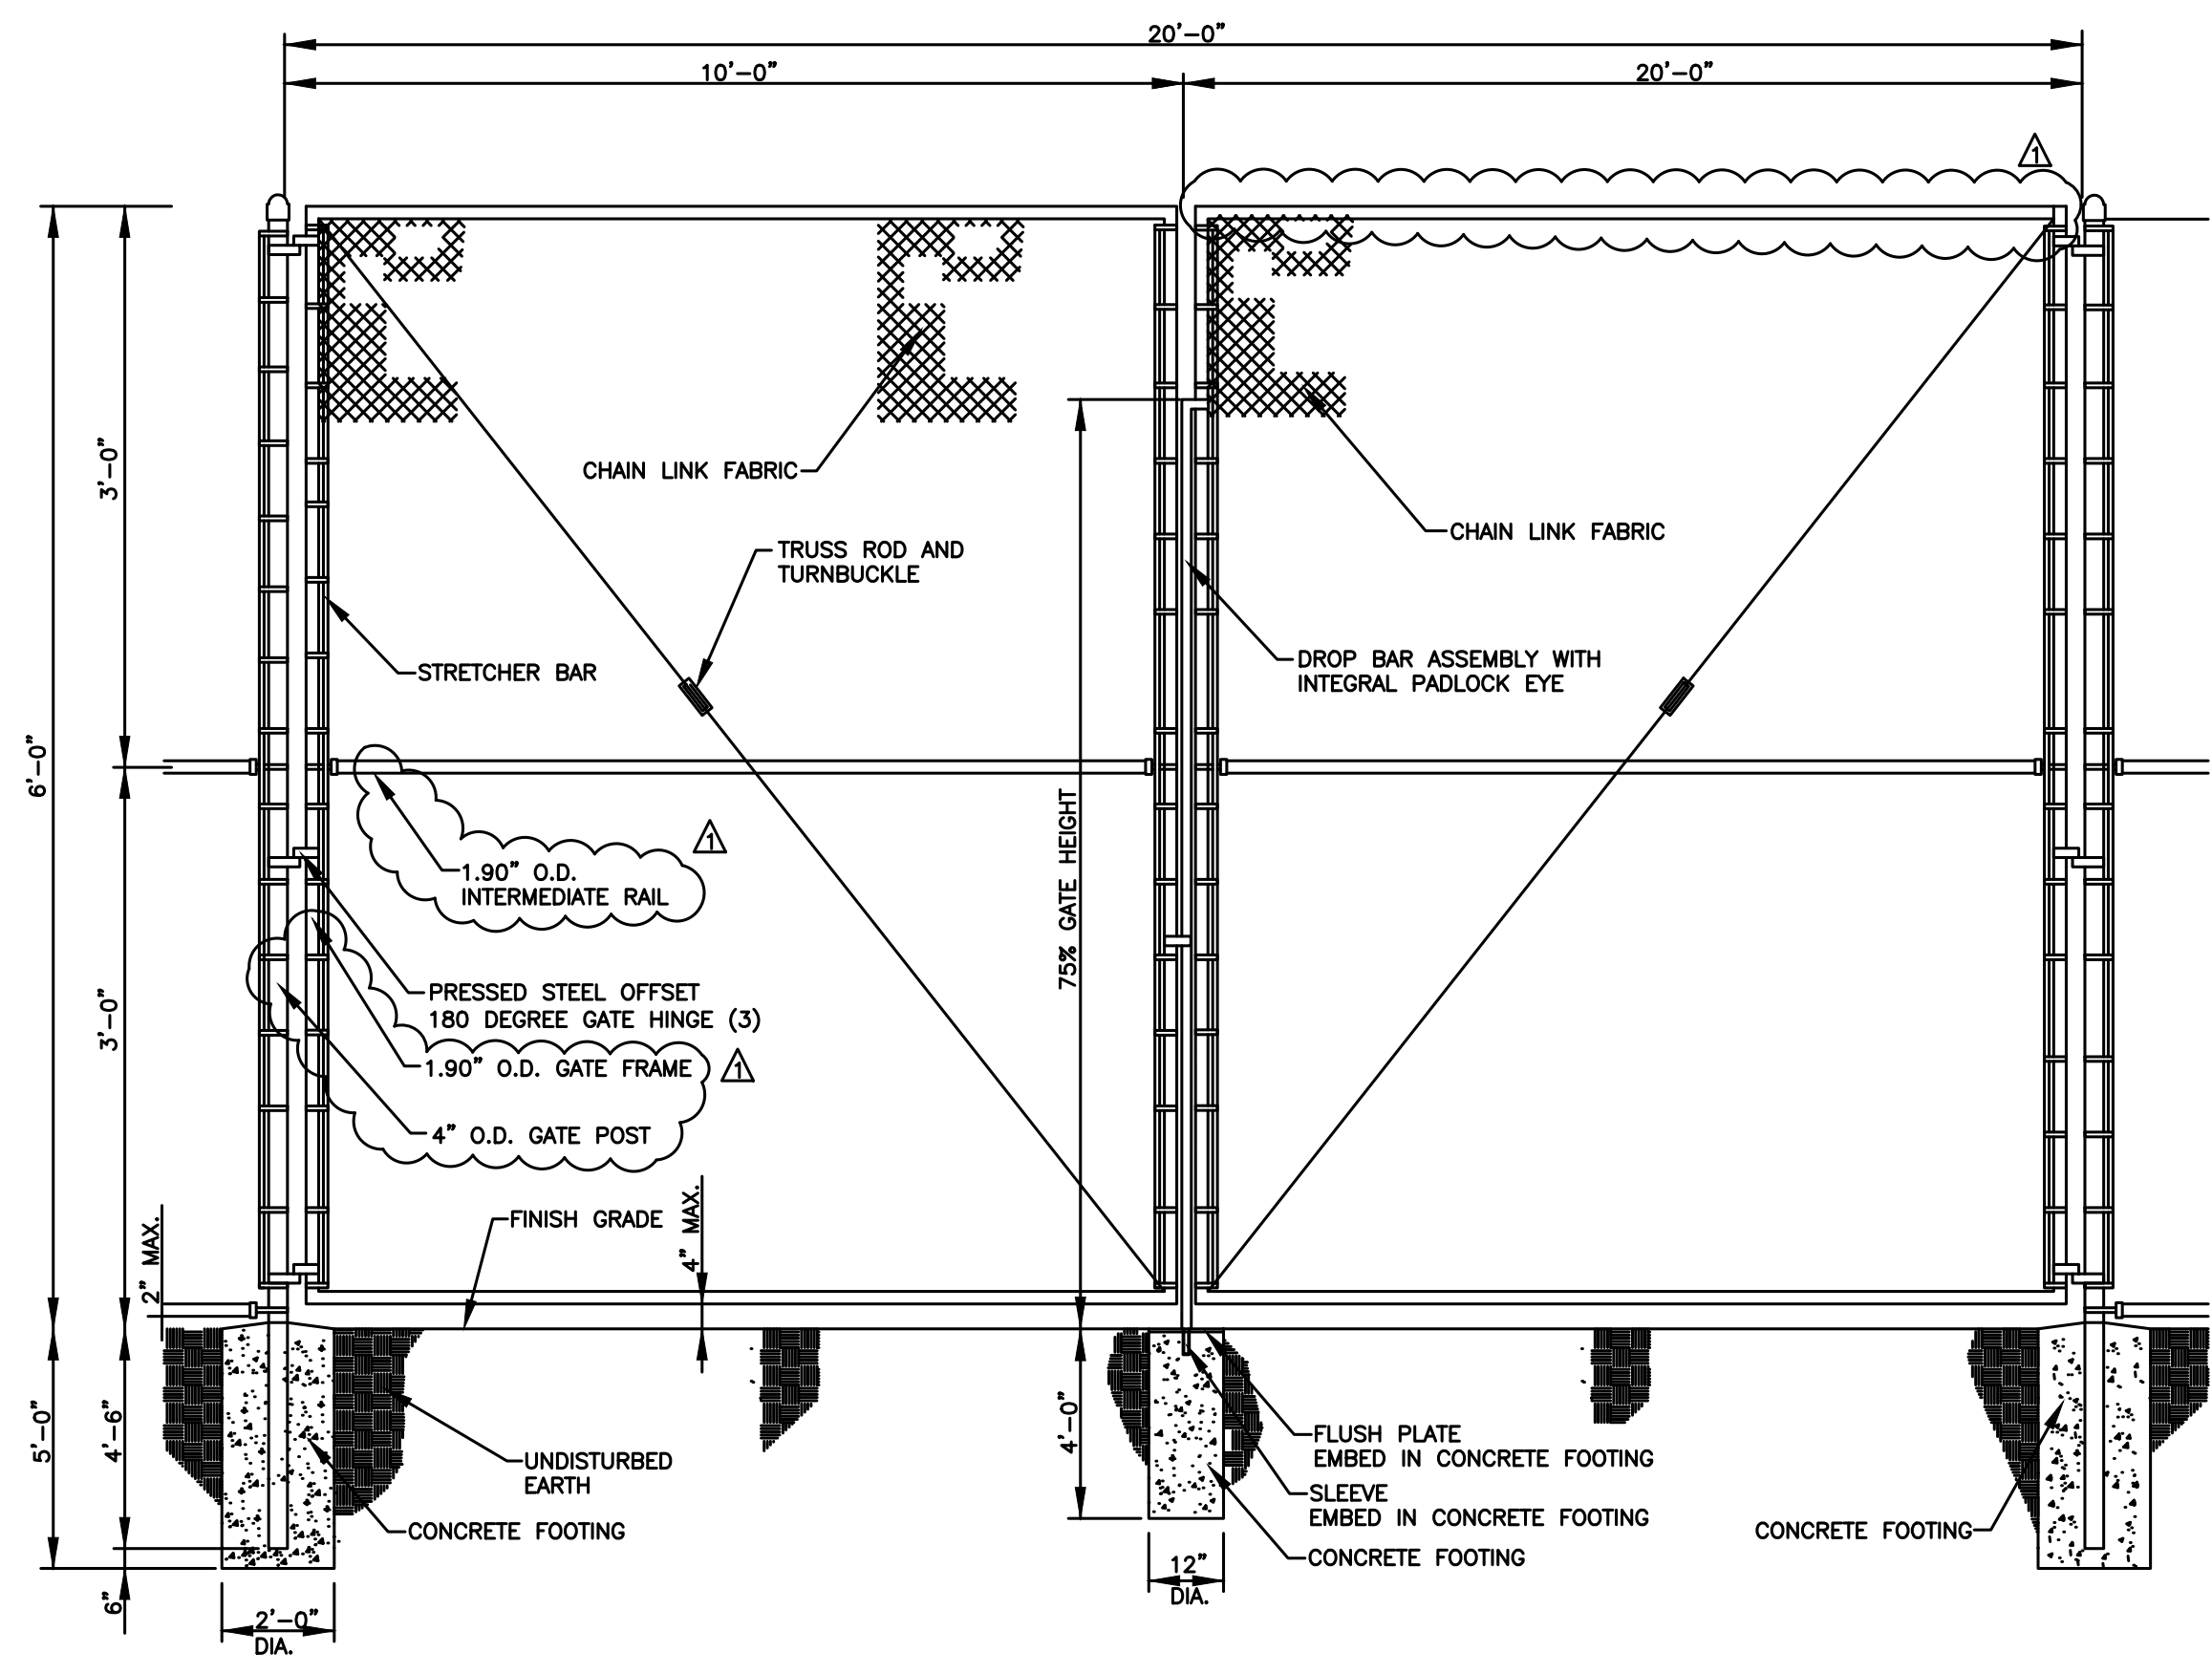 20'-0"
10'-0"
20'-0"
1
3'-0"
6'-0"
3'-0"
CHAIN LINK FABRIC
CHAIN LINK FABRIC
TRUSS ROD AND
TURNBUCKLE
STRETCHER BAR
DROP BAR ASSEMBLY WITH
INTEGRAL PADLOCK EYE
75% GATE HEIGHT
1
1.90" O.D.
INTERMEDIATE RAIL
PRESSED STEEL OFFSET
180 DEGREE GATE HINGE (3)
1.90" O.D. GATE FRAME
1
4" O.D. GATE POST
2" MAX.
FINISH GRADE
4" MAX.
5'-0"
4'-6"
6"
UNDISTURBED
EARTH
CONCRETE FOOTING
2'-0"
DIA.
4'-0"
12"
DIA.
FLUSH PLATE
EMBED IN CONCRETE FOOTING
SLEEVE
EMBED IN CONCRETE FOOTING
CONCRETE FOOTING
CONCRETE FOOTING